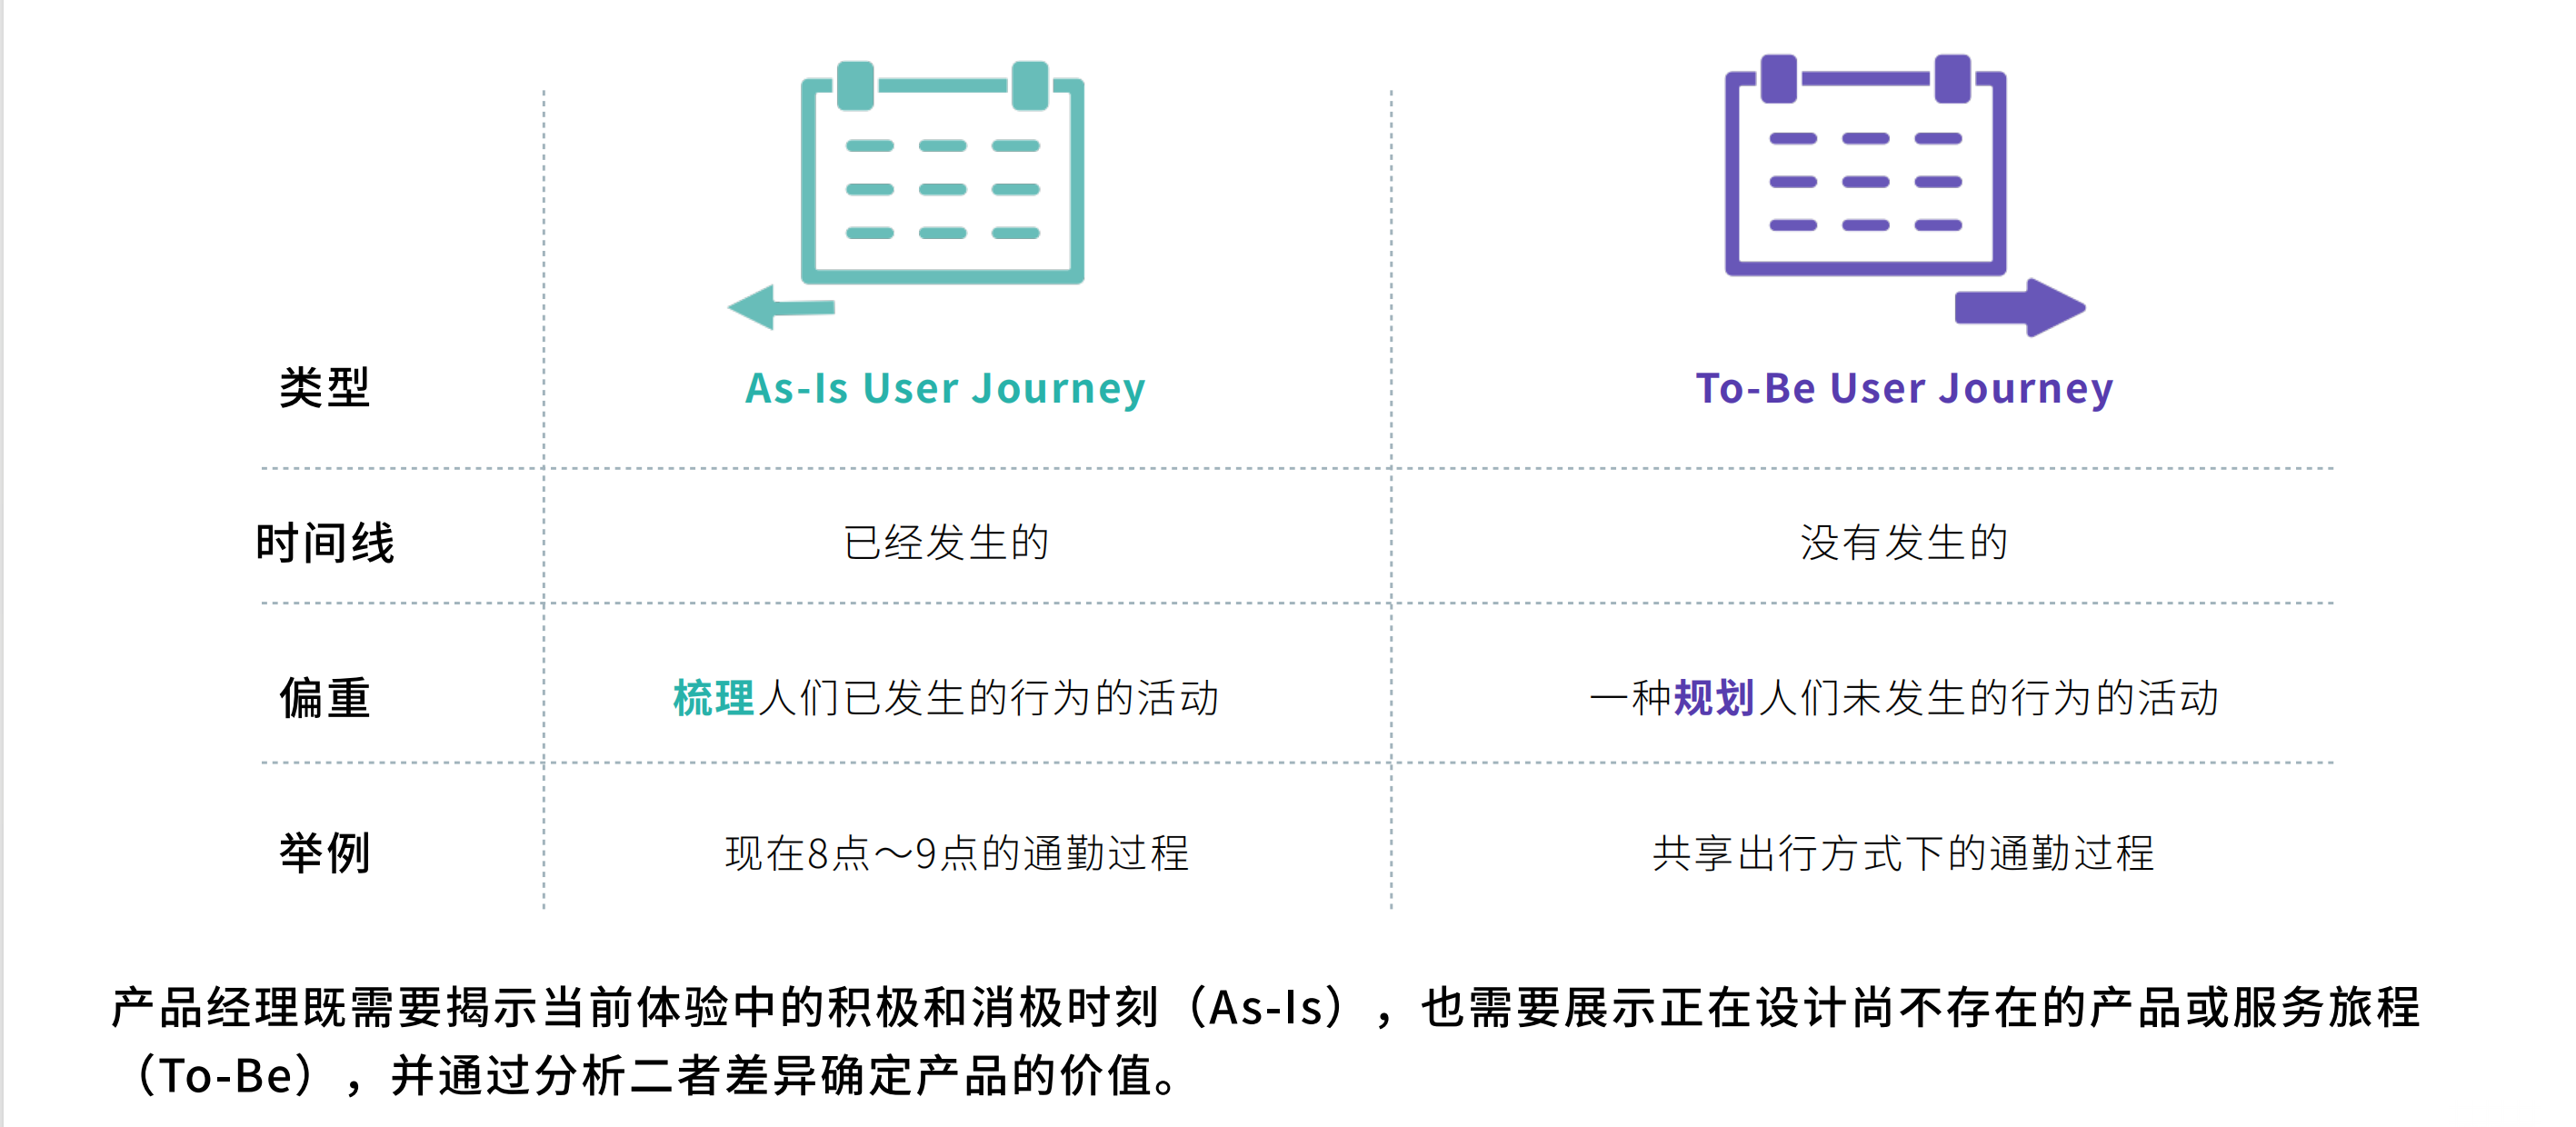 类型
As-Is User Journey
To-Be User Journey
时间线
已经发生的
没有发生的
偏重
梳理人们已发生的行为的活动
一种规划人们未发生的行为的活动
举例
现在8点～9点的通勤过程
共享出行方式下的通勤过程
产品经理既需要揭示当前体验中的积极和消极时刻（As-Is），也需要展示正在设计尚不存在的产品或服务旅程
（To-Be），并通过分析二者差异确定产品的价值。